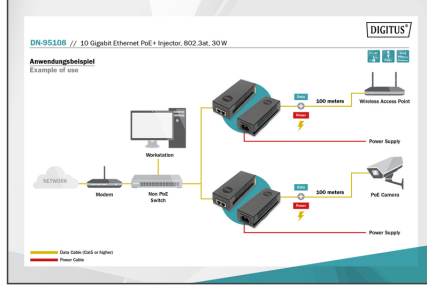 DIGITUS®
DN-95108 // 10 Gigabit Ethernet PoE+ Injector, 802.3at, 30 W
Anwendungsbeispiel
Example of use
Data
100 meters
Wireless Access Point
Power
Power Supply
Workstation
NETWORK
Modem
Non PoE
Switch
Data
100 meters
PoE Camera
Power
Power Supply
Data Cable (Cat5 or higher)
Power Cable